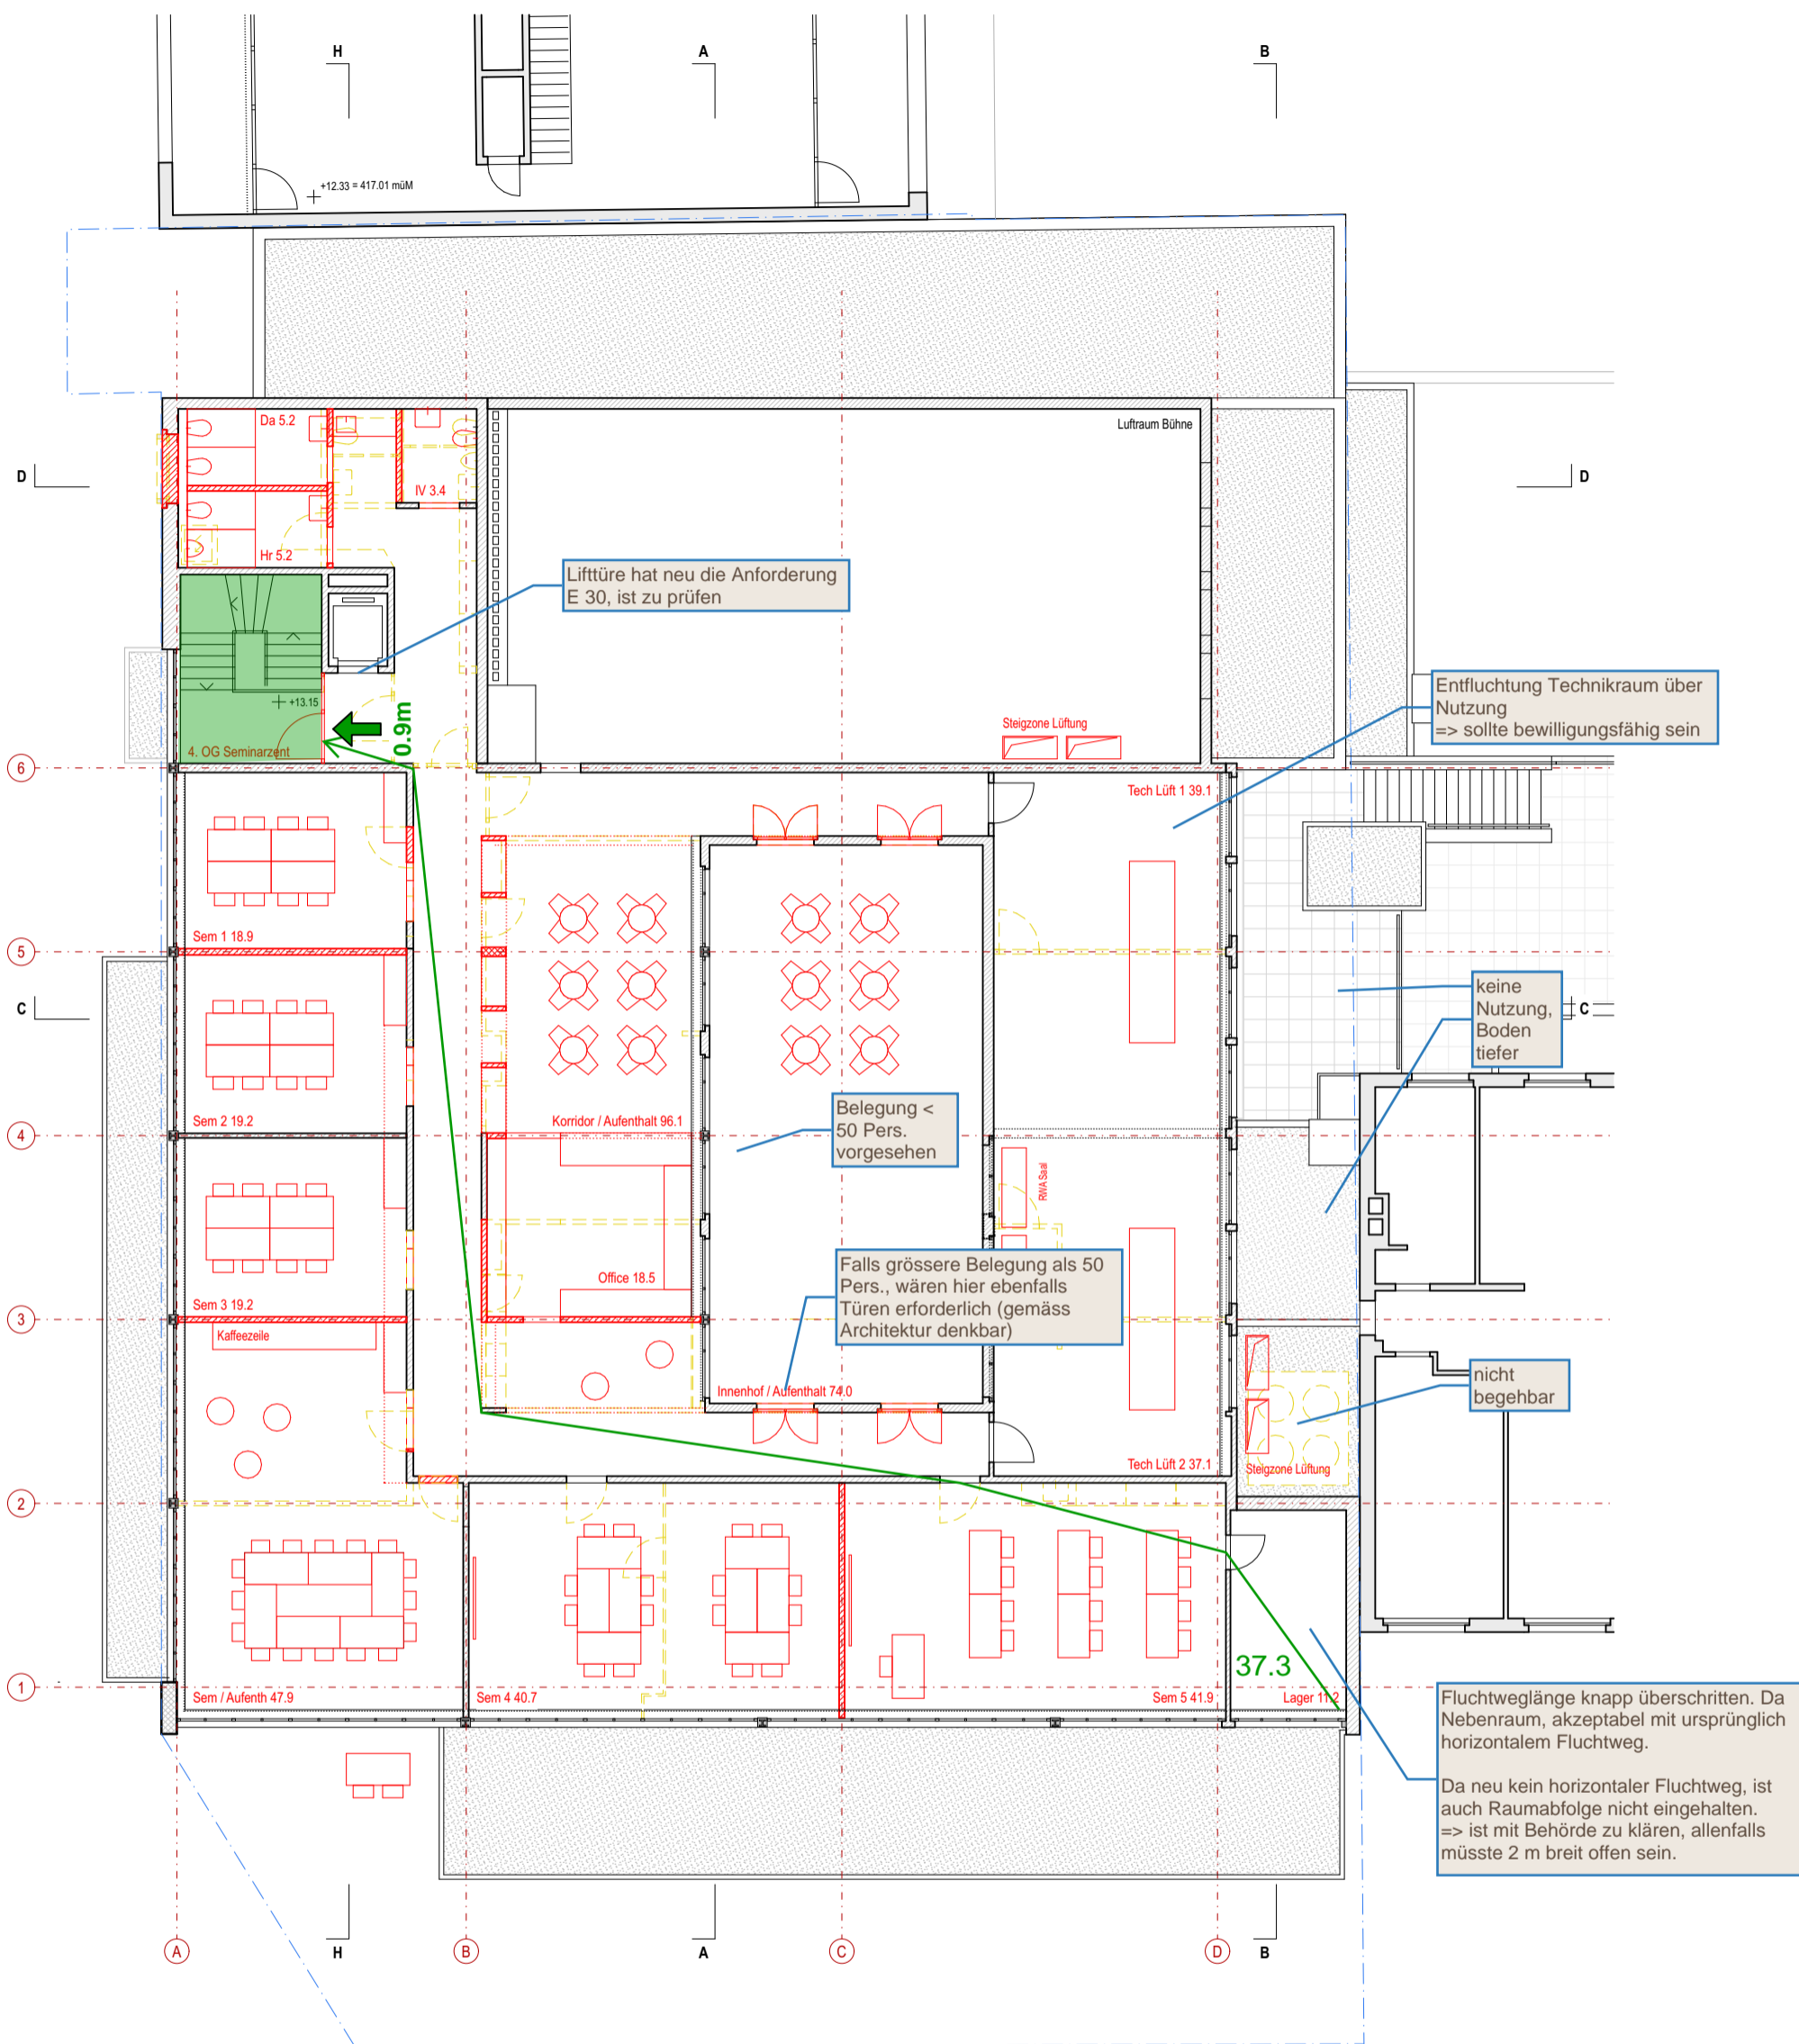 H
A
B
+12.33 = 417.01 müM
Da 5.2
Luftraum Bühne
D
D
IV 3.4
Hr 5.2
Lifttüre hat neu die Anforderung
E 30, ist zu prüfen
+13.15
0.9m
4. OG Seminarzent
Steigzone Lüftung
Entfluchtung Technikraum über
Nutzung
=> sollte bewilligungsfähig sein
6
Tech Lüft 1 39.1
Sem 1 18.9
5
C
keine
Nutzung,
Boden
tiefer
C
Sem 2 19.2
Korridor / Aufenthalt 96.1
Belegung <
50 Pers.
vorgesehen
4
RWA Saal
Office 18.5
Falls grössere Belegung als 50
Pers., wären hier ebenfalls
Türen erforderlich (gemäss
Architektur denkbar)
Sem 3 19.2
3
Kaffeezeile
Innenhof / Aufenthalt 74.0
nicht
begehbar
Tech Lüft 2 37.1
Steigzone Lüftung
2
37.3
1
Sem / Aufenth 47.9
Sem 4 40.7
Sem 5 41.9
Lager 11.2
Fluchtweglänge knapp überschritten. Da
Nebenraum, akzeptabel mit ursprünglich
horizontalem Fluchtweg.
Da neu kein horizontaler Fluchtweg, ist
auch Raumabfolge nicht eingehalten.
=> ist mit Behörde zu klären, allenfalls
müsste 2 m breit offen sein.
A
H
B
A
C
D
B